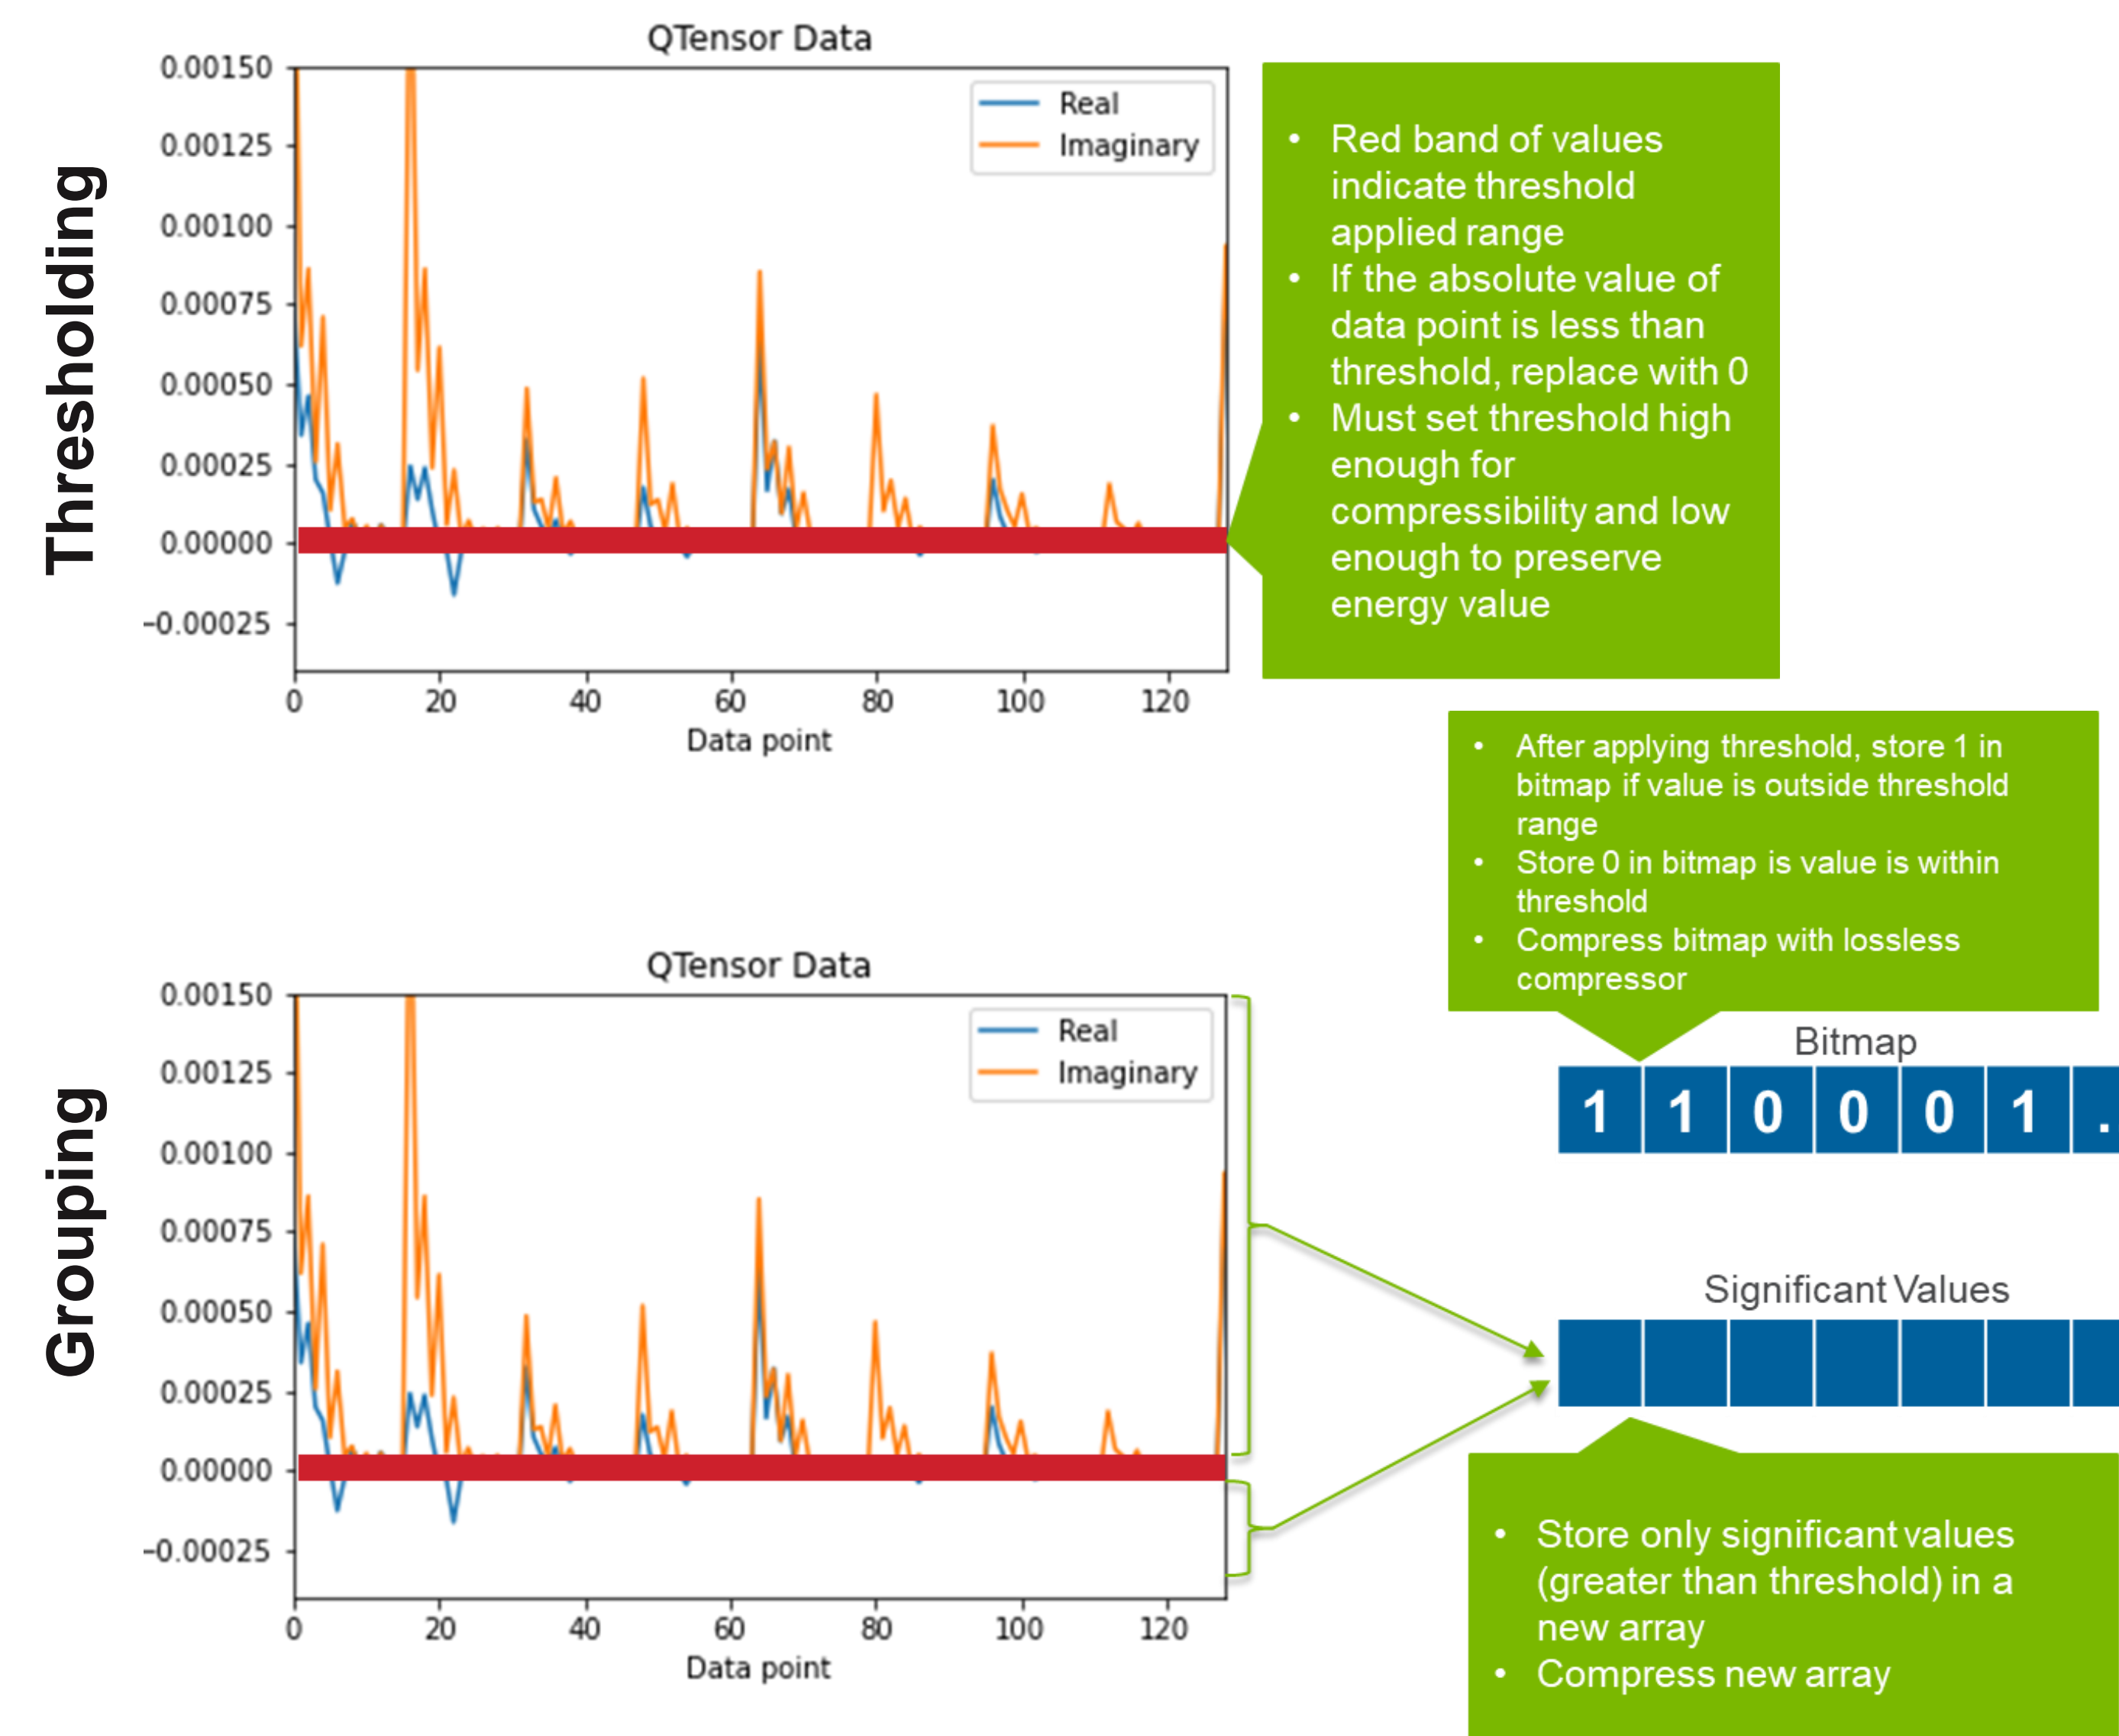 Thresholding
QTensor Data
0.00150
0.00125
0.00100
0.00075
0.00050
0.00025
0.00000
−0.00025
Real
Imaginary
0 20 40 60 80 100 120
Data point
• Red band of values
indicate threshold
applied range
• If the absolute value of
data point is less than
threshold, replace with 0
• Must set threshold high
enough for
compressibility and low
enough to preserve
energy value
• After applying threshold, store 1 in
bitmap if value is outside threshold
range
• Store 0 in bitmap is value is within
threshold
• Compress bitmap with lossless
compressor
Grouping
QTensor Data
0.00150
0.00125
0.00100
0.00075
0.00050
0.00025
0.00000
−0.00025
Real
Imaginary
0 20 40 60 80 100 120
Data point
Bitmap
1 1 0 0 0 1 .
Significant Values
• Store only significant values
(greater than threshold) in a
new array
• Compress new array